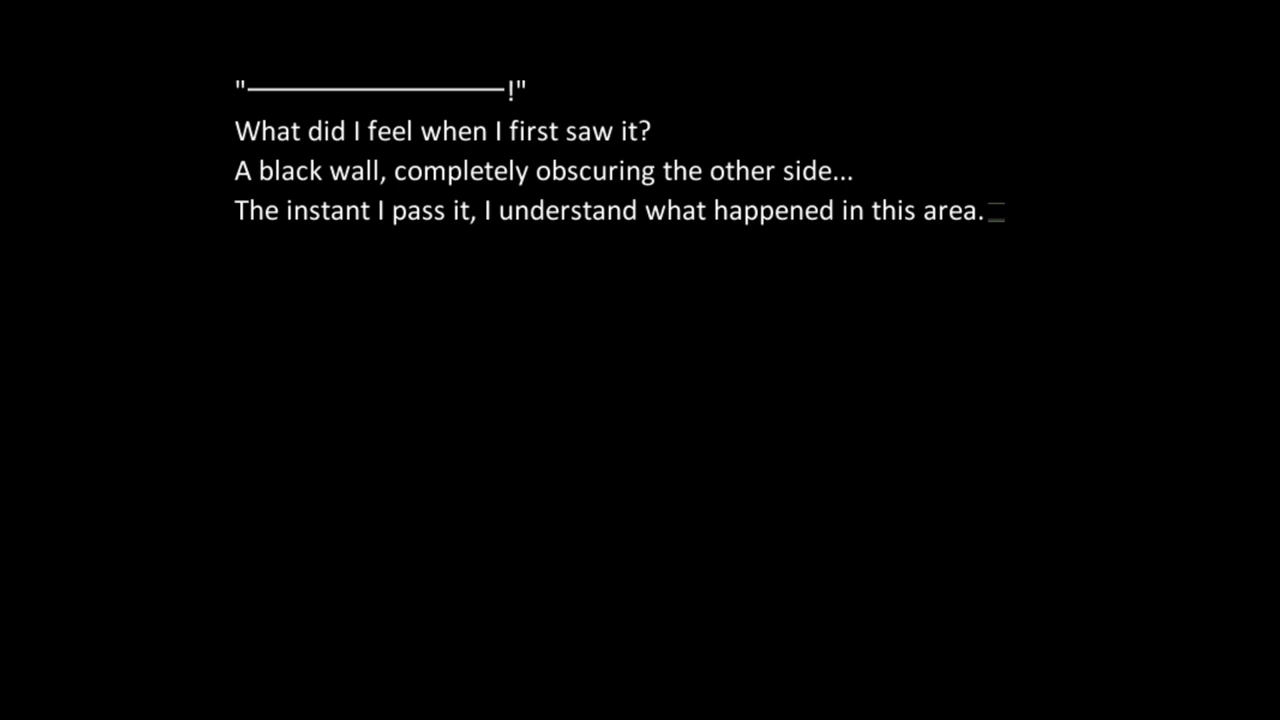 "――――――――――!"
What did I feel when I first saw it?
A black wall, completely obscuring the other side...
The instant I pass it, I understand what happened in this area.